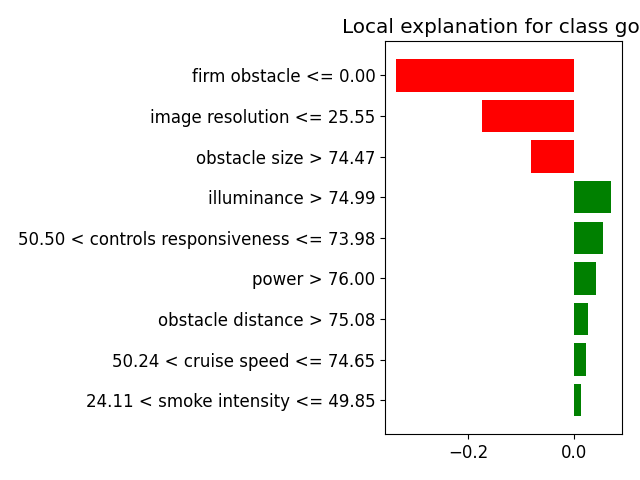 Local explanation for class go
firm obstacle <= 0.00
image resolution <= 25.55
obstacle size > 74.47
illuminance > 74.99
50.50 < controls responsiveness <= 73.98
power > 76.00
obstacle distance > 75.08
50.24 < cruise speed <= 74.65
24.11 < smoke intensity <= 49.85
−0.2 0.0